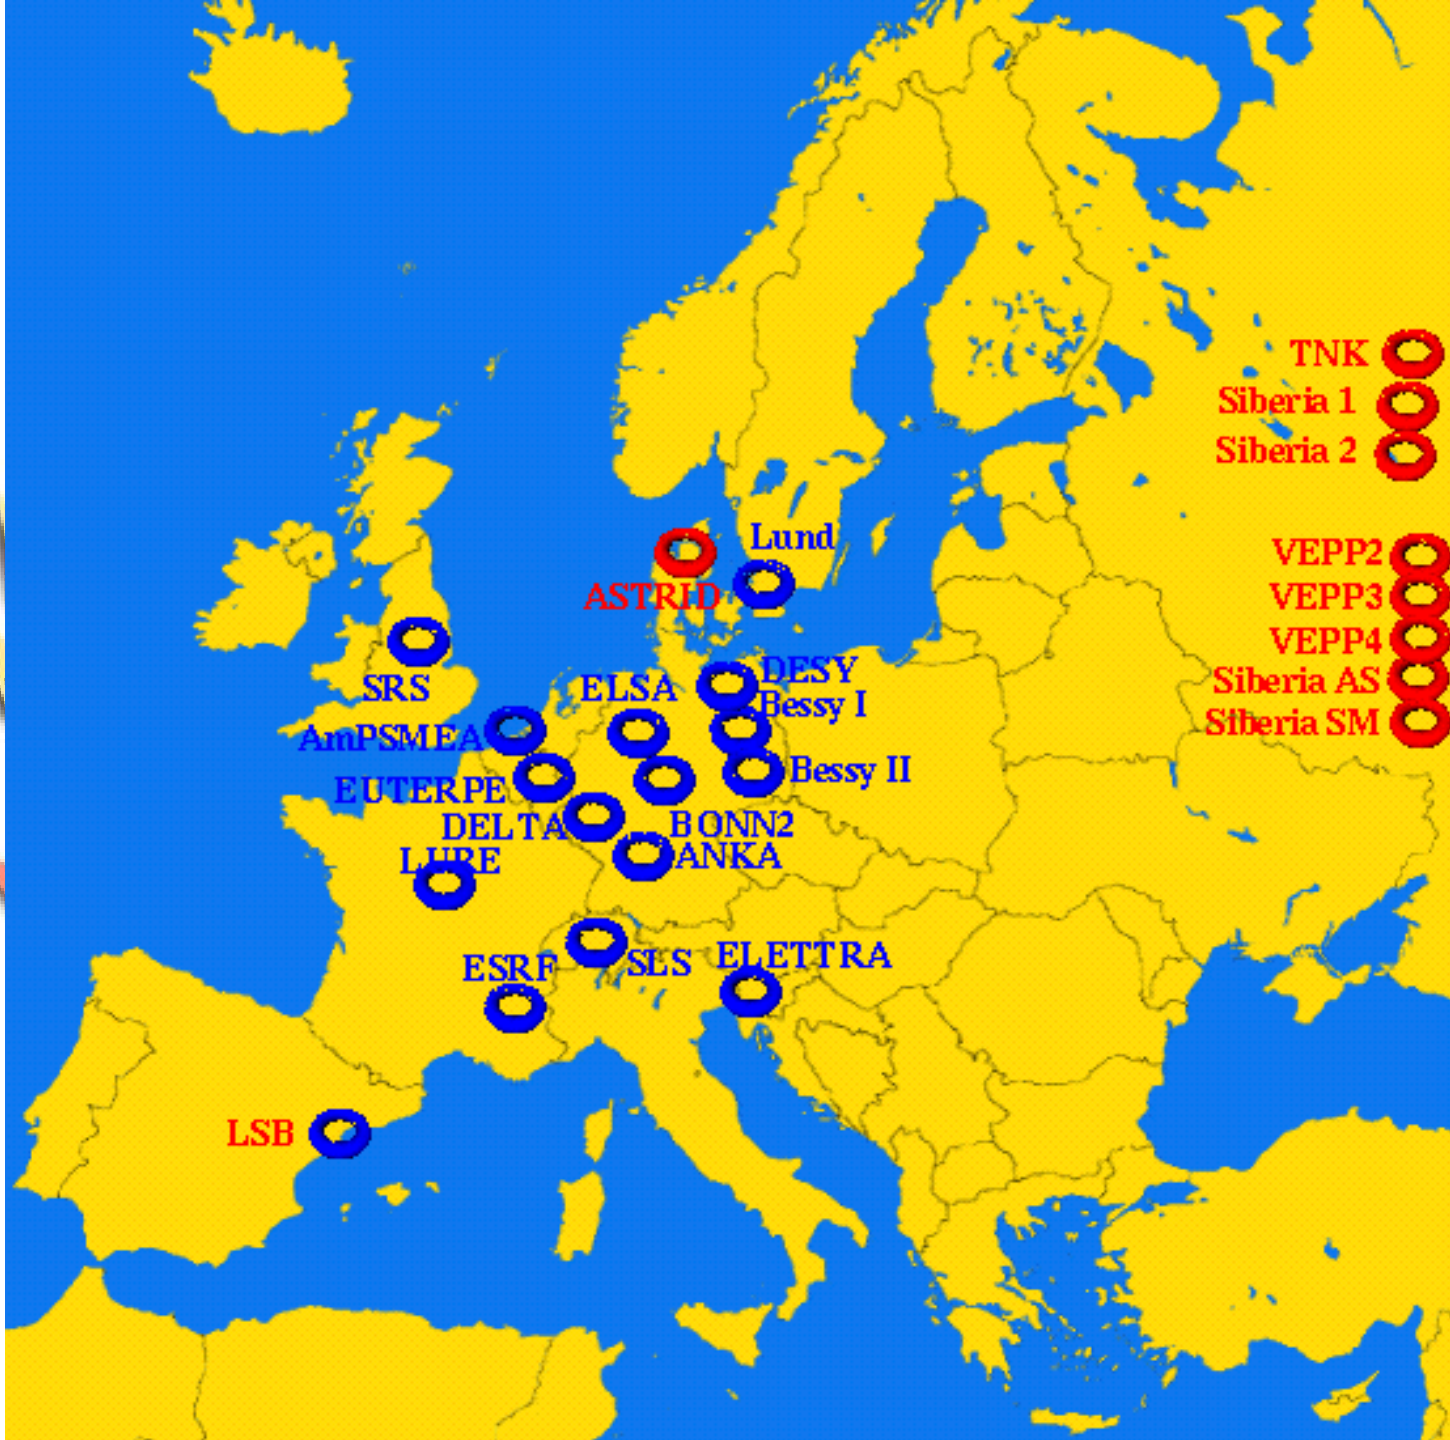 TNK
Siberia 1
Siberia 2
Lund
VEPP2
ASTRID
VEPP3
VEPP4
DESY
Siberia AS
SRS
ELSA
Bessy I
Siberia SM
AmPSMEA
Bessy II
EUTERPE
DELTA
BONN2
LURE
ANKA
ELETTRA
ESRF
SLS
LSB